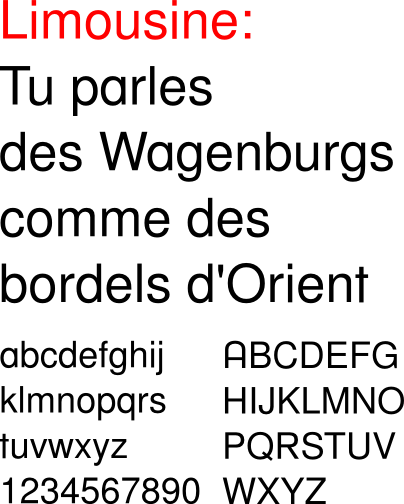 Limousine:
Tu parles
des Wagenburgs
comme des
bordels d'Orient
abcdefghij
klmnopqrs
tuvwxyz
1234567890
ABCDEFG
HIJKLMNO
PQRSTUV
WXYZ